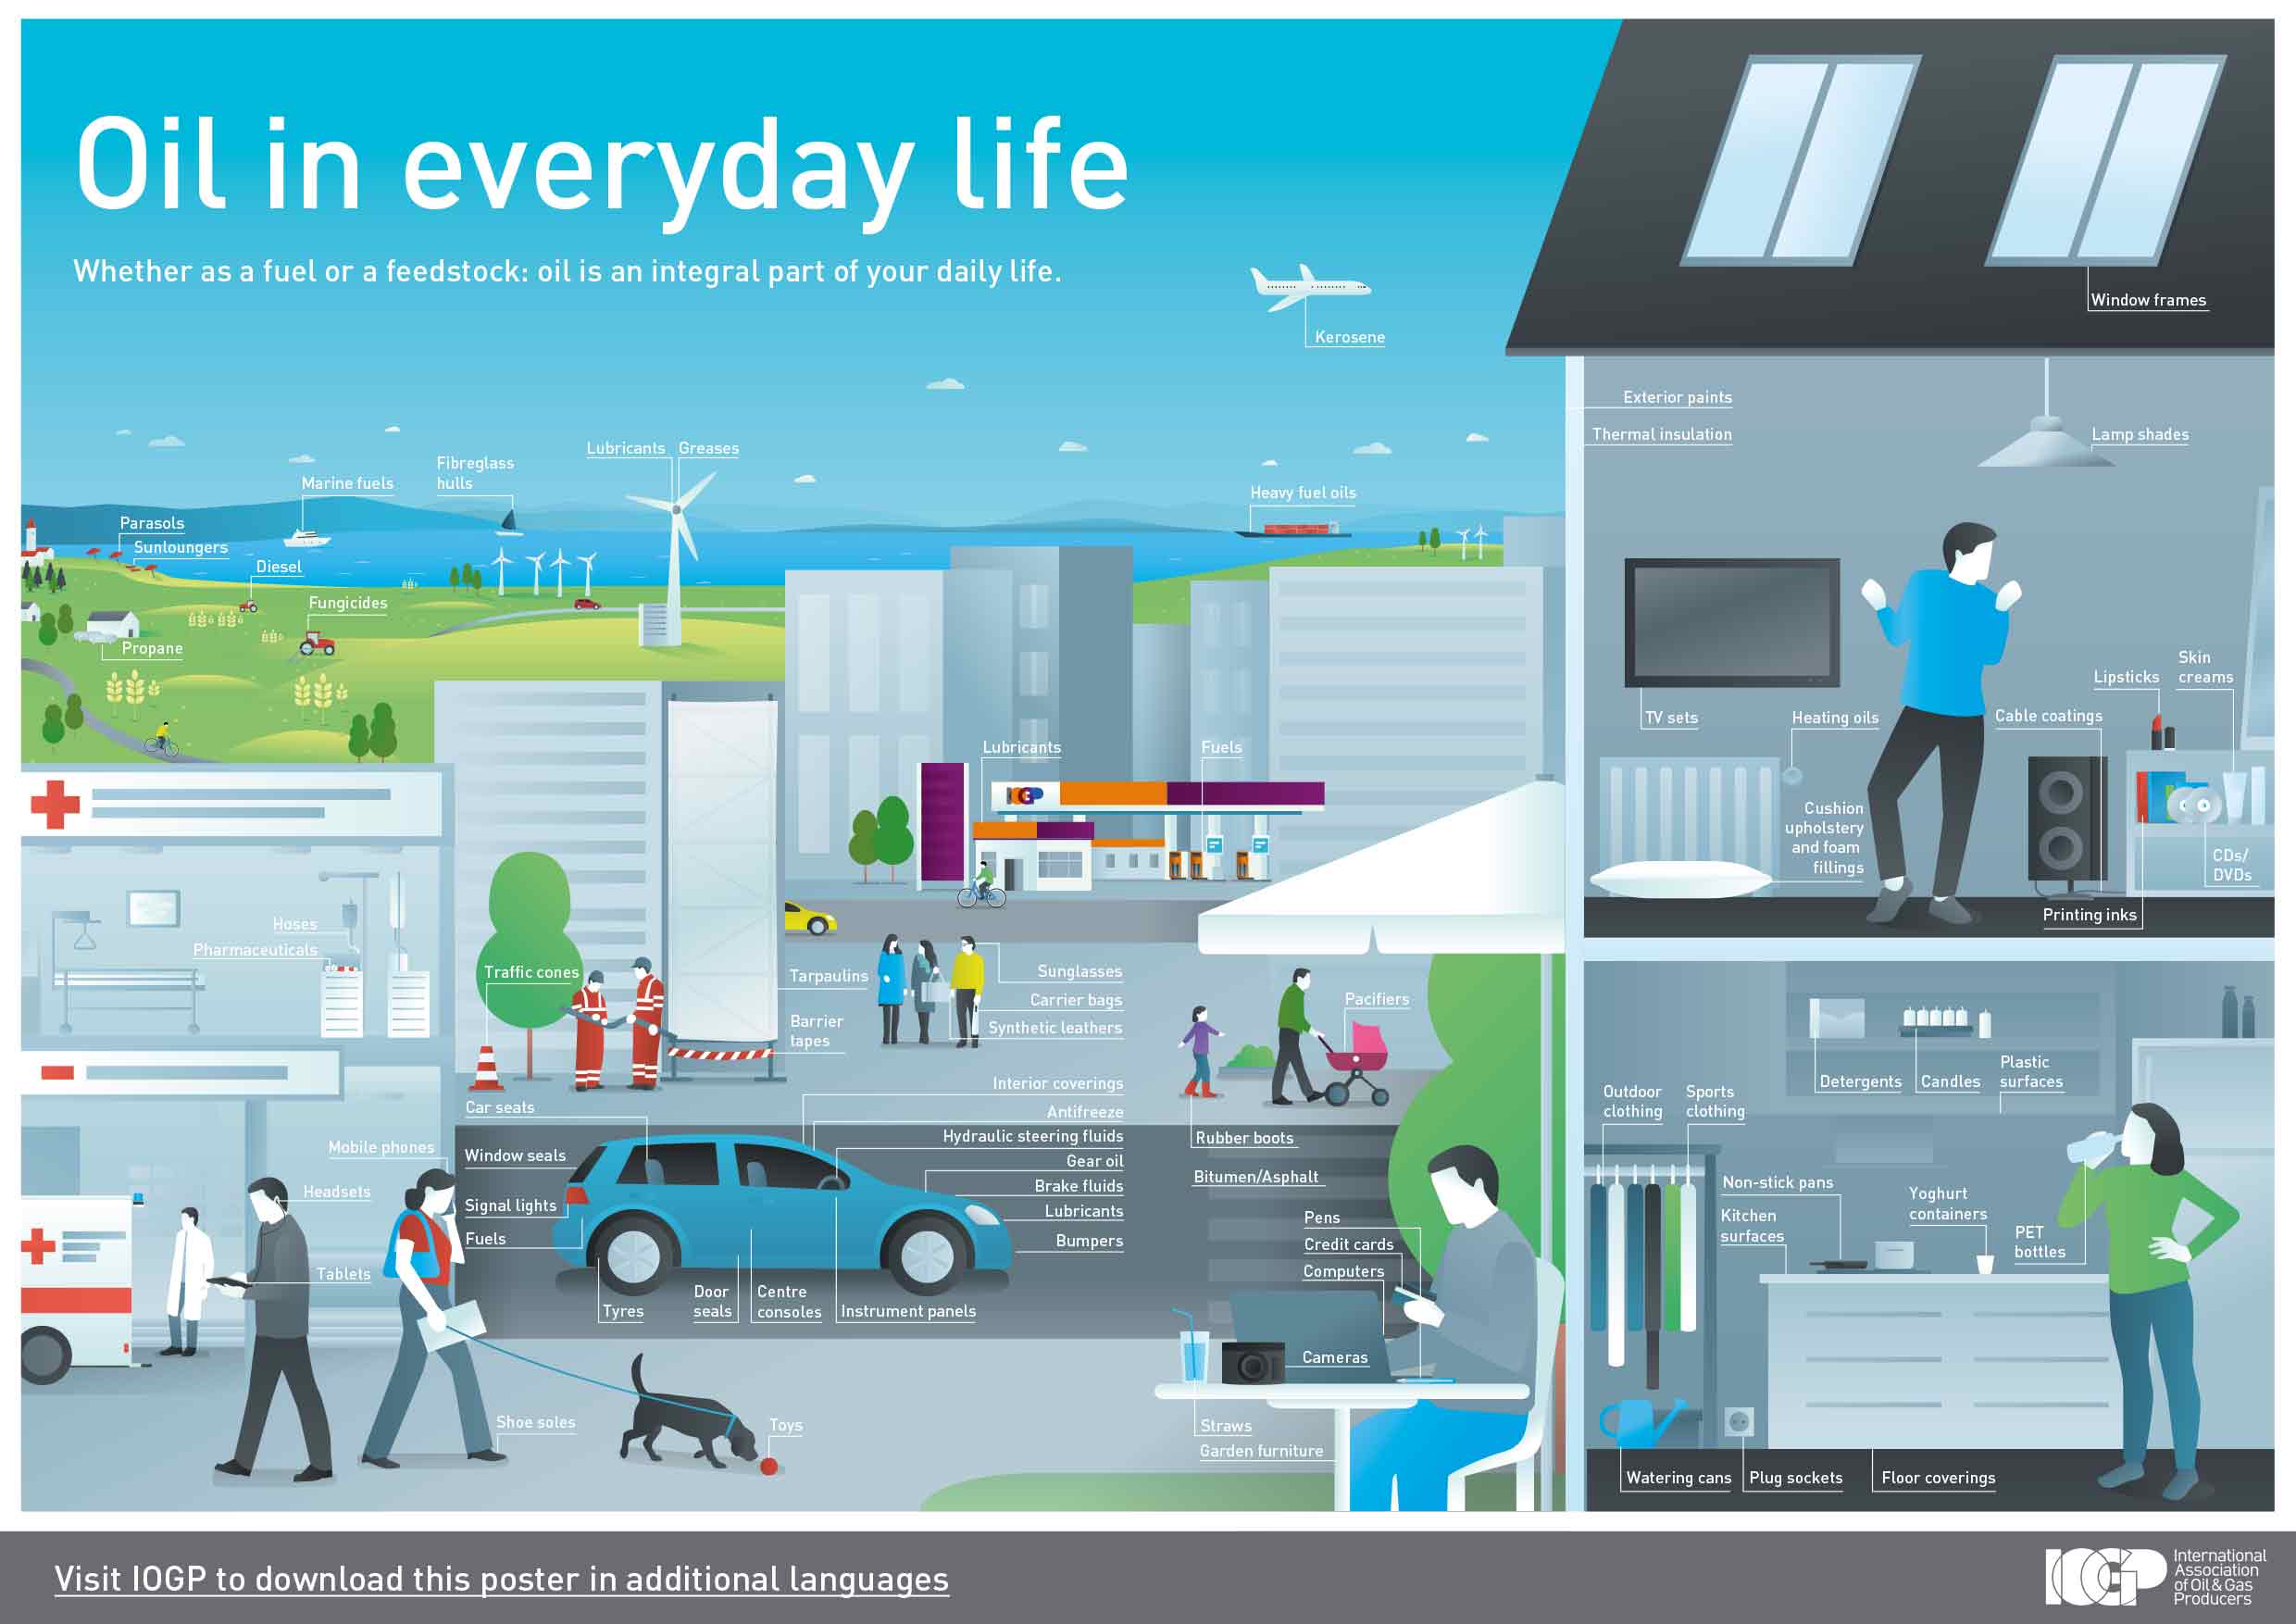 Oil in everyday life
Whether as a fuel or a feedstock: oil is an integral part of your daily life.
Kerosene
Window frames
Exterior paints
Thermal insulation
Lamp shades
Lubricants
Greases
Fibreglass
hulls
Marine fuels
Heavy fuel oils
Parasols
Sunloungers
Diesel
Fungicides
Propane
Lubricants
Fuels
IOGP
TV sets
Heating oils
Cable coatings
Lipsticks
Skin
creams
Cushion
upholstery
and foam
fillings
CDs/
DVDs
Printing inks
Hoses
Pharmaceuticals
Traffic cones
Tarpaulins
Barrier
tapes
Sunglasses
Carrier bags
Synthetic leathers
Pacifiers
Rubber boots
Bitumen/Asphalt
Interior coverings
Antifreeze
Hydraulic steering fluids
Gear oil
Brake fluids
Lubricants
Bumpers
Car seats
Window seals
Signal lights
Fuels
Tyres
Door
seals
Centre
consoles
Instrument panels
Mobile phones
Headsets
Tablets
Shoe soles
Toys
Pens
Credit cards
Computers
Cameras
Straws
Garden furniture
Outdoor
clothing
Sports
clothing
Detergents
Candles
Plastic
surfaces
Non-stick pans
Kitchen
surfaces
Yoghurt
containers
PET
bottles
Watering cans
Plug sockets
Floor coverings
Visit IOGP to download this poster in additional languages
IOGP
International
Association
of Oil & Gas
Producers